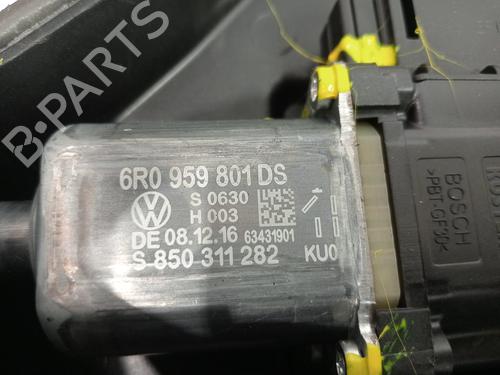 6R0 959 801 DS
S 0630
H 003
DE 08.12.16 63431901
S 850 311 282
KU0
BOSCH
>PBT-GF30<
B-PARTS